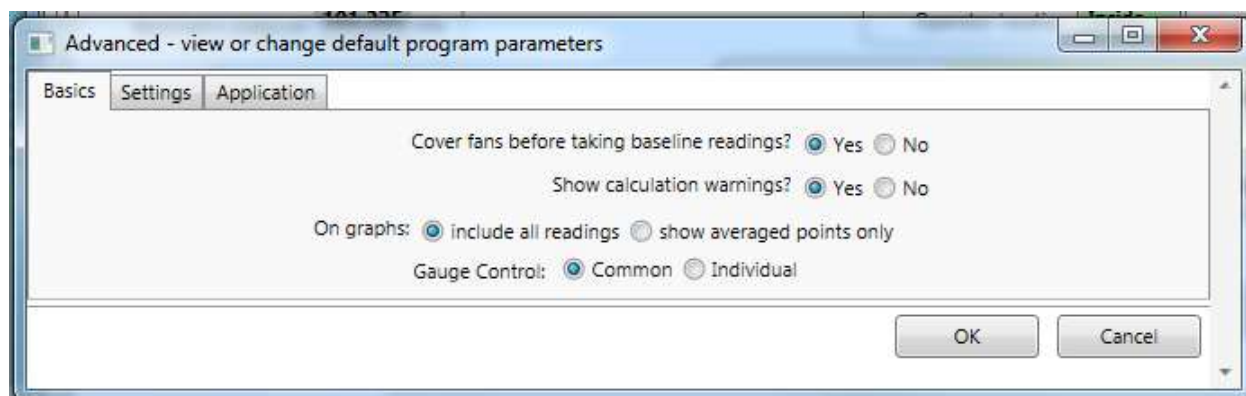 Advanced - view or change default program parameters
Basics Settings Application
Cover fans before taking baseline readings? Yes No
Show calculation warnings? Yes No
On graphs: include all readings show averaged points only
Gauge Control: Common Individual
OK Cancel